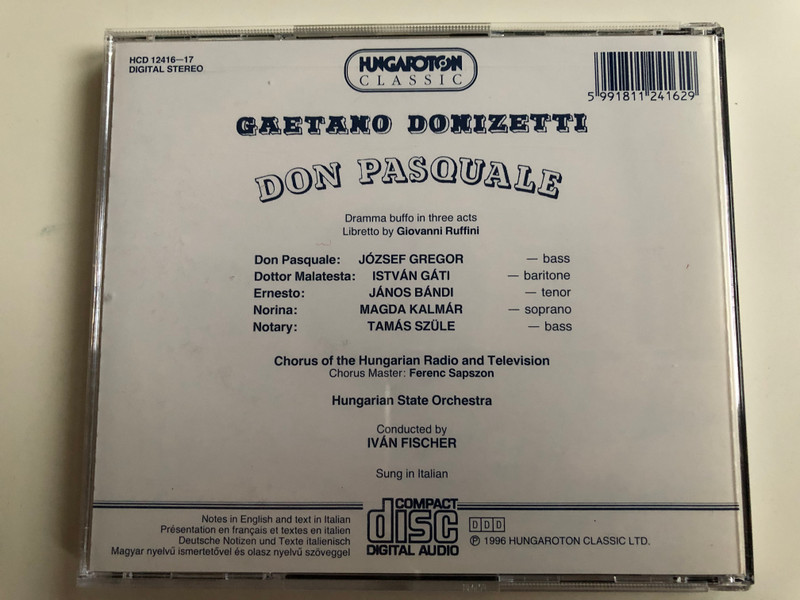 HCD 12416—17
DIGITAL STEREO
HUNGAROTON
CLASSIC
5 991811 241629
GAETANO DONIZETTI
DON PASQUALE
Dramma buffo in three acts
Libretto by Giovanni Ruffini
Don Pasquale: JÓZSEF GREGOR — bass
Dottor Malatesta: ISTVÁN GÁTI — baritone
Ernesto: JÁNOS BÁNDI — tenor
Norina: MAGDA KALMÁR — soprano
Notary: TAMÁS SZÜLE — bass
Chorus of the Hungarian Radio and Television
Chorus Master: Ferenc Sapszon
Hungarian State Orchestra
Conducted by
IVÁN FISCHER
Sung in Italian
Notes in English and text in Italian
Présentation en français et textes en italien
Deutsche Notizen und Texte italienisch
Magyar nyelvű ismertetővel és olasz nyelvű szöveggel
COMPACT
disc
DIGITAL AUDIO
DDD
℗ 1996 HUNGAROTON CLASSIC LTD.